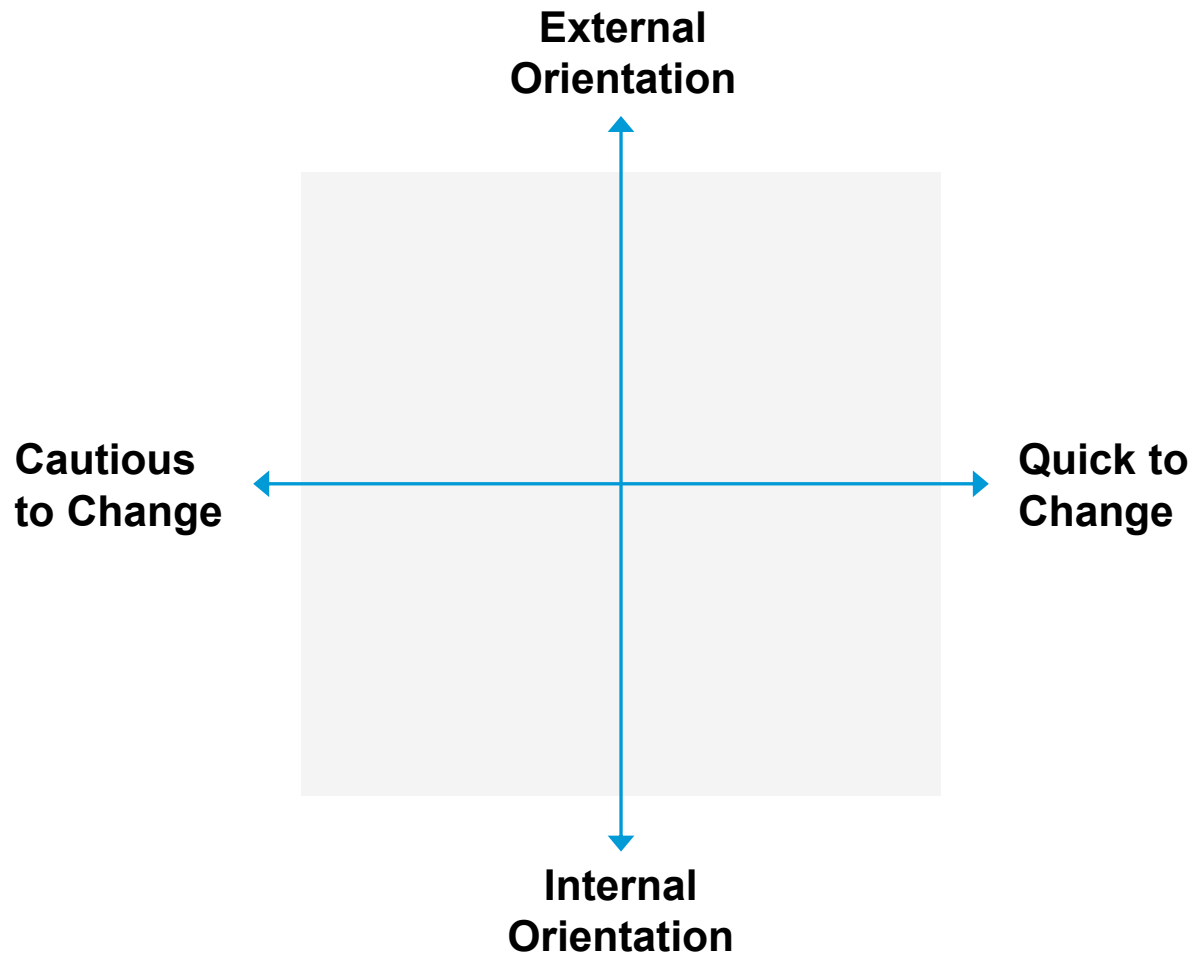 External
Orientation
Cautious
to Change
Quick to
Change
Internal
Orientation